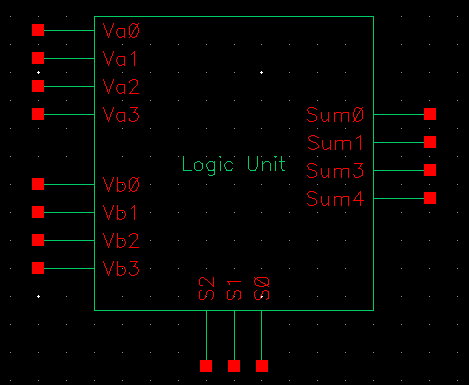 Va0
Va1
Va2
Va3
Sum0
Sum1
Sum3
Sum4
Logic Unit
Vb0
Vb1
Vb2
Vb3
S2
S1
S0